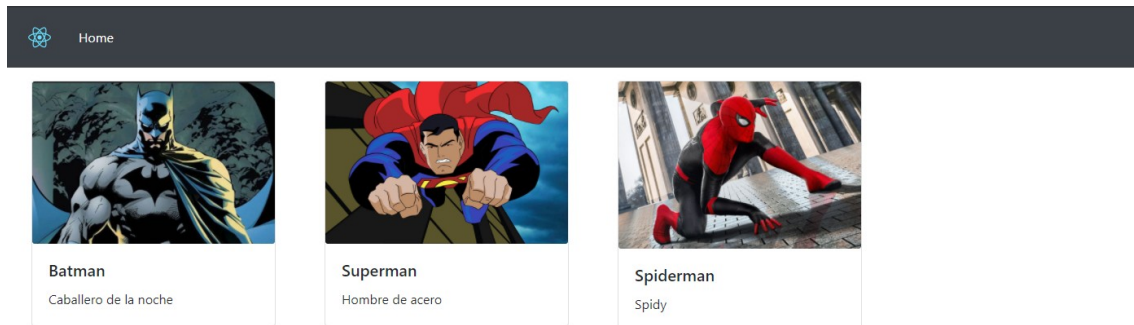 Home
Batman
Caballero de la noche
Superman
Hombre de acero
Spiderman
Spidy